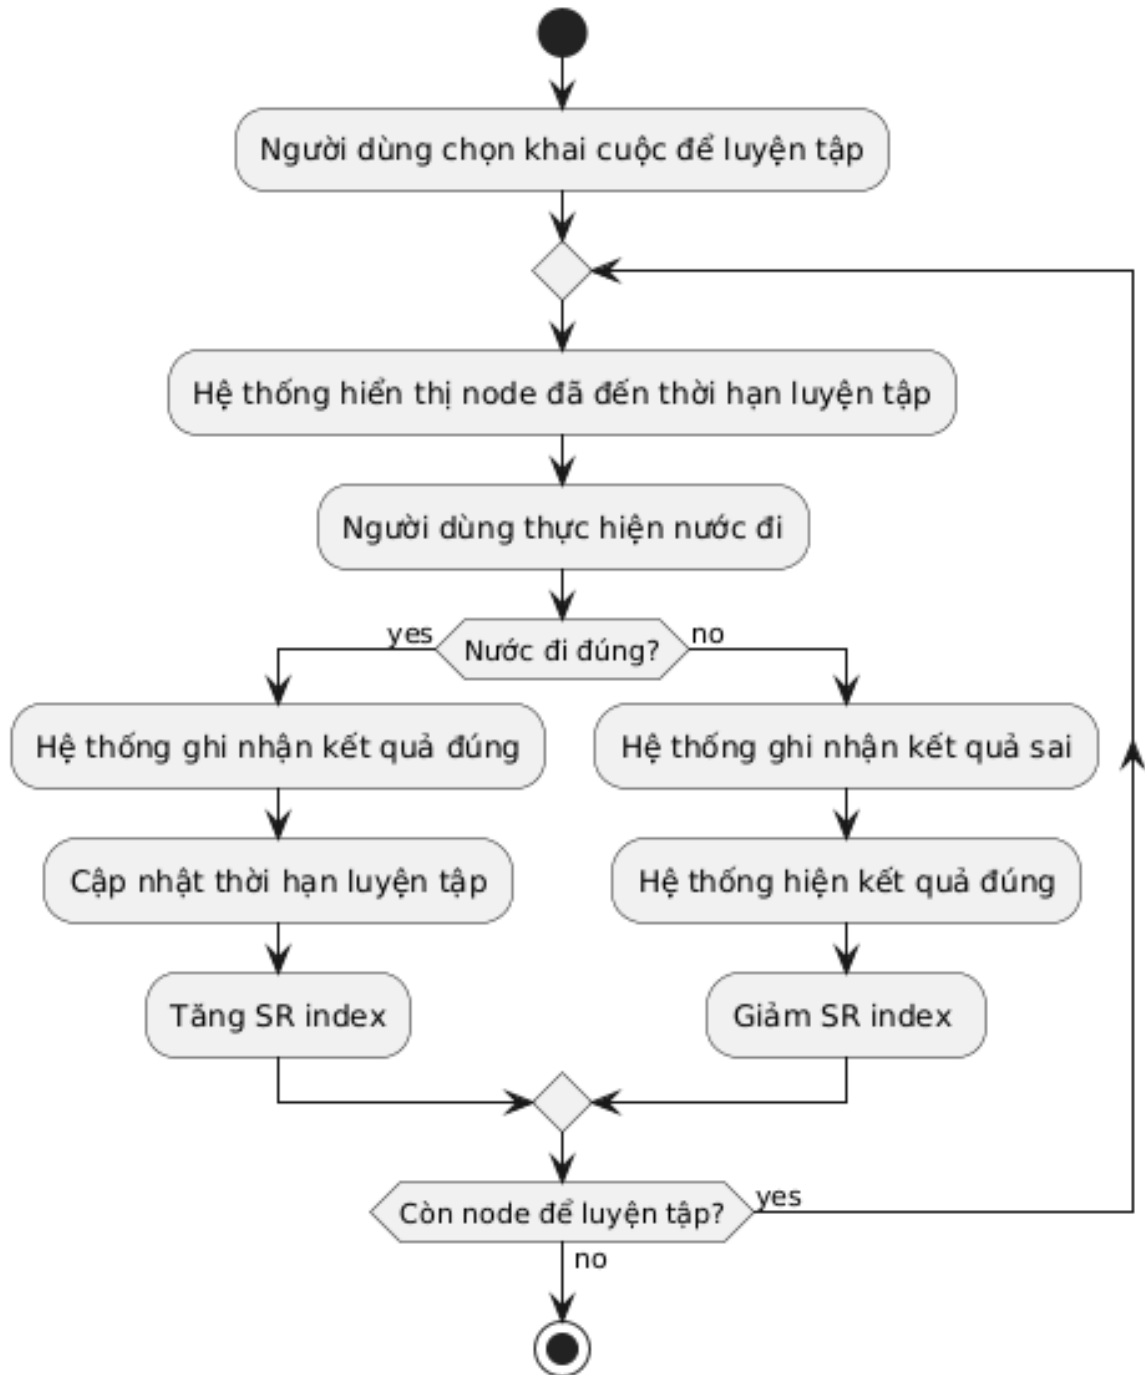 Người dùng chọn khai cuộc để luyện tập
Hệ thống hiển thị node đã đến thời hạn luyện tập
Người dùng thực hiện nước đi
yes
Nước đi đúng?
no
Hệ thống ghi nhận kết quả đúng
Hệ thống ghi nhận kết quả sai
Cập nhật thời hạn luyện tập
Hệ thống hiện kết quả đúng
Tăng SR index
Giảm SR index
Còn node để luyện tập?
yes
no